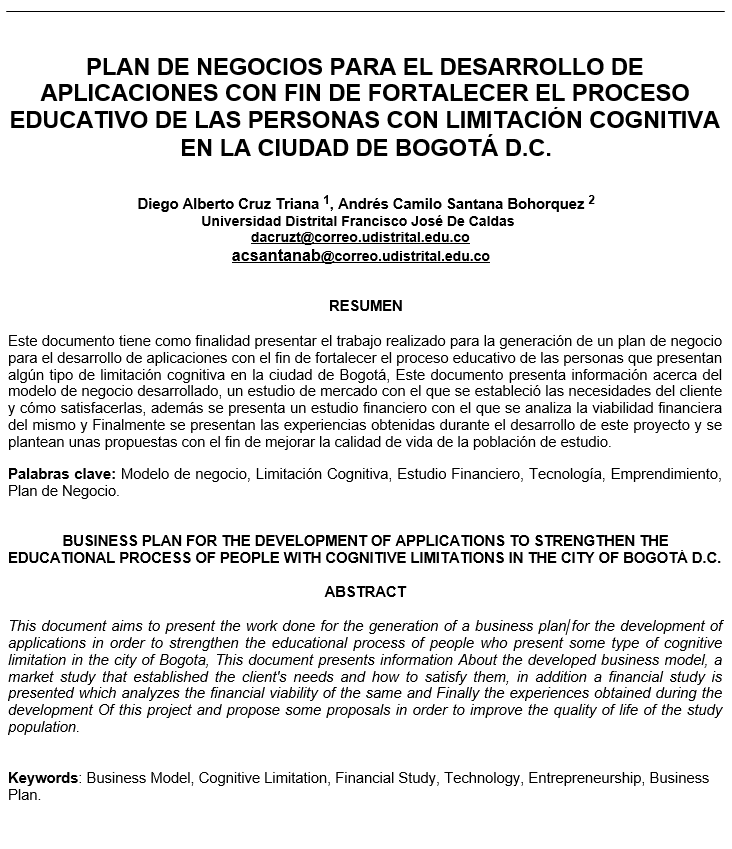 PLAN DE NEGOCIOS PARA EL DESARROLLO DE
APLICACIONES CON FIN DE FORTALECER EL PROCESO
EDUCATIVO DE LAS PERSONAS CON LIMITACIÓN COGNITIVA
EN LA CIUDAD DE BOGOTÁ D.C.
Diego Alberto Cruz Triana 1, Andrés Camilo Santana Bohorquez 2
Universidad Distrital Francisco José De Caldas
dacruzt@correo.udistrital.edu.co
acsantanab@correo.udistrital.edu.co
RESUMEN
Este documento tiene como finalidad presentar el trabajo realizado para la generación de un plan de negocio
para el desarrollo de aplicaciones con el fin de fortalecer el proceso educativo de las personas que presentan
algún tipo de limitación cognitiva en la ciudad de Bogotá, Este documento presenta información acerca del
modelo de negocio desarrollado, un estudio de mercado con el que se estableció las necesidades del cliente
y cómo satisfacerlas, además se presenta un estudio financiero con el que se analiza la viabilidad financiera
del mismo y Finalmente se presentan las experiencias obtenidas durante el desarrollo de este proyecto y se
plantean unas propuestas con el fin de mejorar la calidad de vida de la población de estudio.
Palabras clave: Modelo de negocio, Limitación Cognitiva, Estudio Financiero, Tecnología, Emprendimiento,
Plan de Negocio.
BUSINESS PLAN FOR THE DEVELOPMENT OF APPLICATIONS TO STRENGTHEN THE
EDUCATIONAL PROCESS OF PEOPLE WITH COGNITIVE LIMITATIONS IN THE CITY OF BOGOTÁ D.C.
ABSTRACT
This document aims to present the work done for the generation of a business plan for the development of
applications in order to strengthen the educational process of people who present some type of cognitive
limitation in the city of Bogota, This document presents information About the developed business model, a
market study that established the client's needs and how to satisfy them, in addition a financial study is
presented which analyzes the financial viability of the same and Finally the experiences obtained during the
development Of this project and propose some proposals in order to improve the quality of life of the study
population.
Keywords: Business Model, Cognitive Limitation, Financial Study, Technology, Entrepreneurship, Business
Plan.